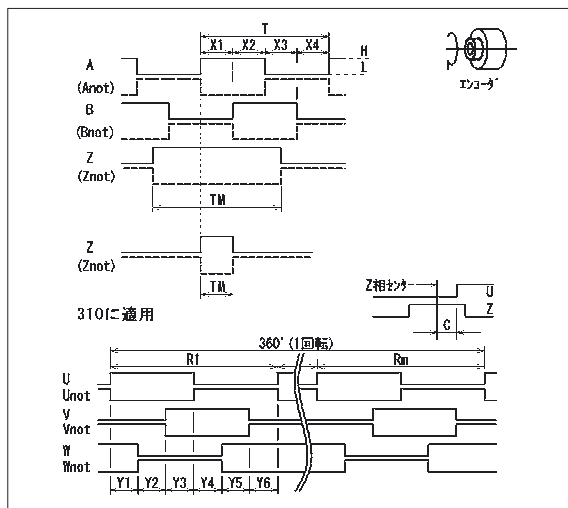 T
X1 X2 X3 X4
A
(Anot)
H
L
エンコーダ
B
(Bnot)
Z
(Znot)
TM
Z
(Znot)
TM
310に適用
Z相センタ
U
Z
C
360°(1回転)
R1 Rm
U
Unot
V
Vnot
W
Wnot
Y1 Y2 Y3 Y4 Y5 Y6